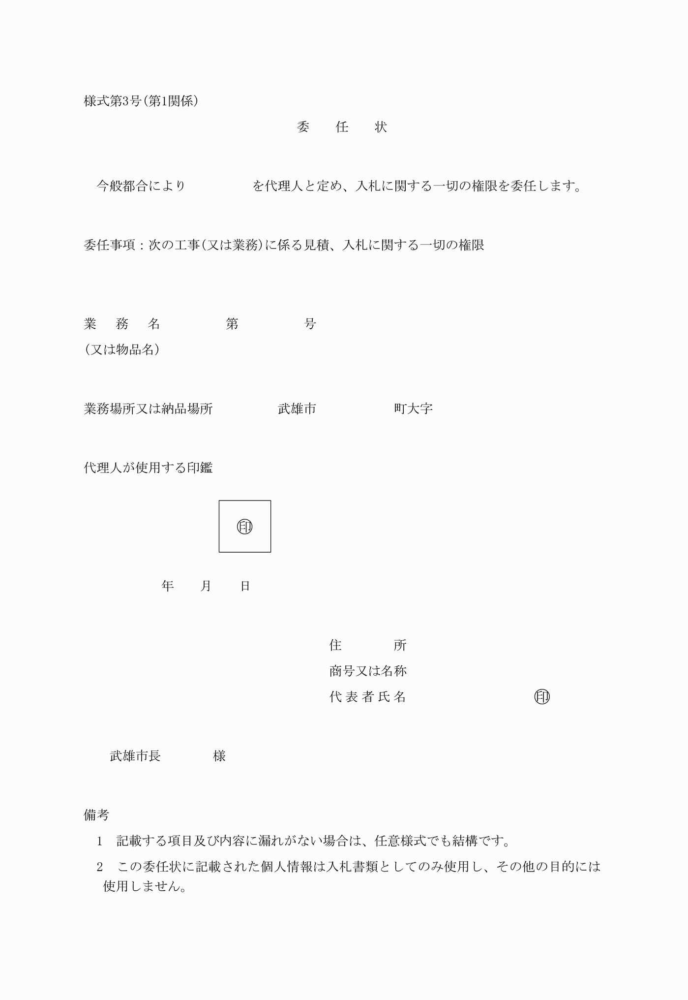 様式第3号(第1関係)
委　任　状
今般都合により　　　　　を代理人と定め、入札に関する一切の権限を委任します。
委任事項：次の工事(又は業務)に係る見積、入札に関する一切の権限
業　務　名　　　　　第　　　　　号
(又は物品名)
業務場所又は納品場所　　　　　武雄市　　　　　　町大字
代理人が使用する印鑑
㊞
年　　月　　日
住　　　　所
商号又は名称
代表者氏名　　　　　　　　　　㊞
武雄市長　　　　様
備考
1　記載する項目及び内容に漏れがない場合は、任意様式でも結構です。
2　この委任状に記載された個人情報は入札書類としてのみ使用し、その他の目的には
使用しません。